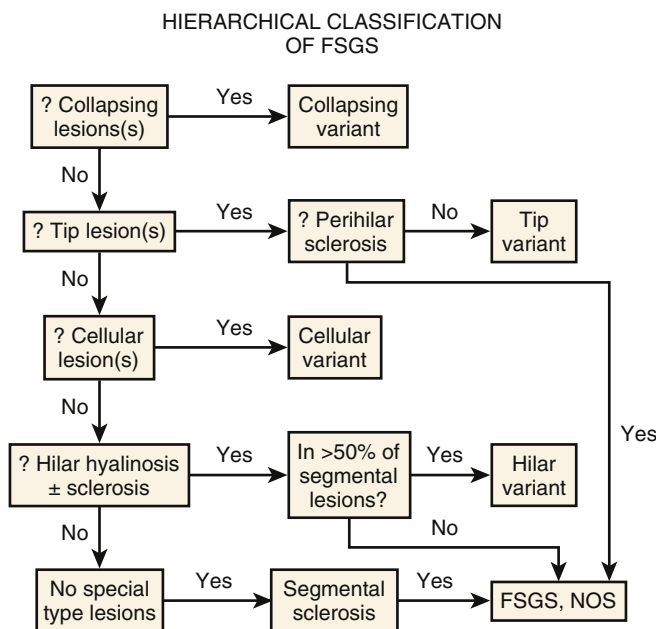 HIERARCHICAL CLASSIFICATION
OF FSGS
? Collapsing
lesions(s)
Yes
Collapsing
variant
No
? Tip lesion(s)
Yes
? Perihilar
sclerosis
No
Tip
variant
No
? Cellular
lesion(s)
Yes
Cellular
variant
No
Yes
? Hilar hyalinosis
± sclerosis
Yes
In >50% of
segmental
lesions?
Yes
Hilar
variant
No
No
No special
type lesions
Yes
Segmental
sclerosis
Yes
FSGS, NOS